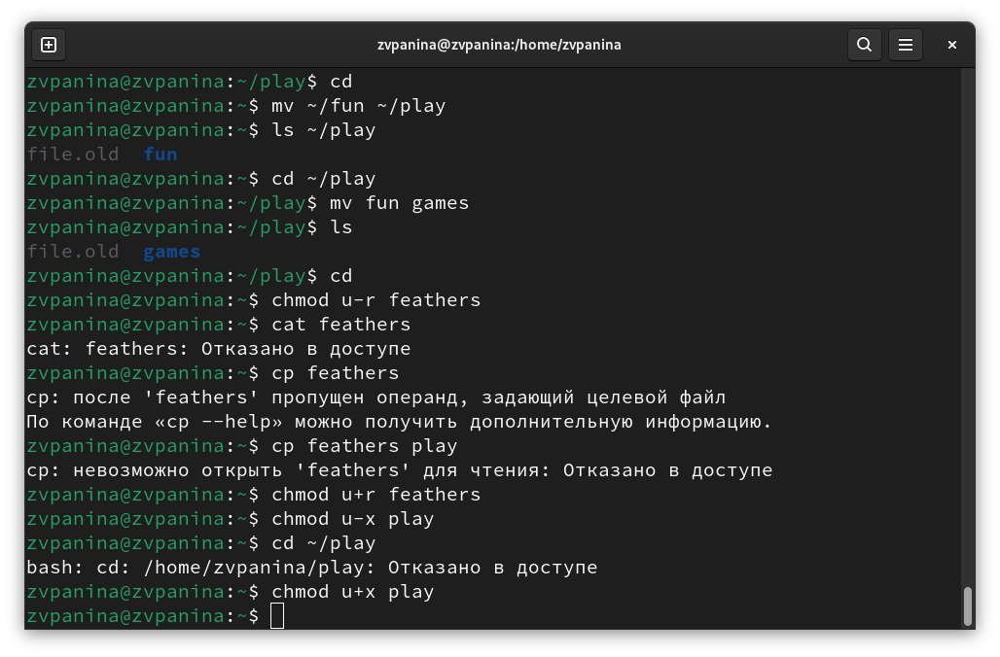 zvpanina@zvpanina:/home/zvpanina
zvpanina@zvpanina:~/play$ cd
zvpanina@zvpanina:~$ mv ~/fun ~/play
zvpanina@zvpanina:~$ ls ~/play
file.old  fun
zvpanina@zvpanina:~$ cd ~/play
zvpanina@zvpanina:~/play$ mv fun games
zvpanina@zvpanina:~/play$ ls
file.old  games
zvpanina@zvpanina:~/play$ cd
zvpanina@zvpanina:~$ chmod u-r feathers
zvpanina@zvpanina:~$ cat feathers
cat: feathers: Отказано в доступе
zvpanina@zvpanina:~$ cp feathers
cp: после 'feathers' пропущен операнд, задающий целевой файл
По команде «cp --help» можно получить дополнительную информацию.
zvpanina@zvpanina:~$ cp feathers play
cp: невозможно открыть 'feathers' для чтения: Отказано в доступе
zvpanina@zvpanina:~$ chmod u+r feathers
zvpanina@zvpanina:~$ chmod u-x play
zvpanina@zvpanina:~$ cd ~/play
bash: cd: /home/zvpanina/play: Отказано в доступе
zvpanina@zvpanina:~$ chmod u+x play
zvpanina@zvpanina:~$